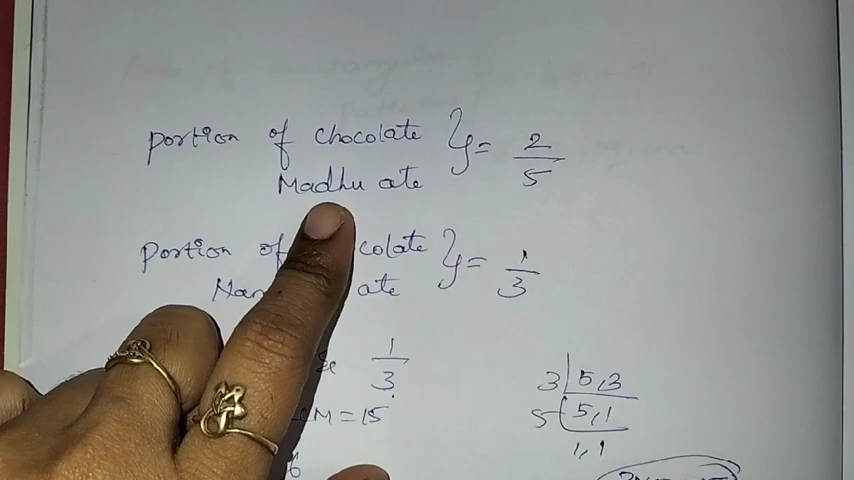 Portion of chocolate } = 2/5
Madhu ate
Portion of colate } = 1/3
ate
1/3
3 | 5,3
= 15
5 | 5,1
1,1